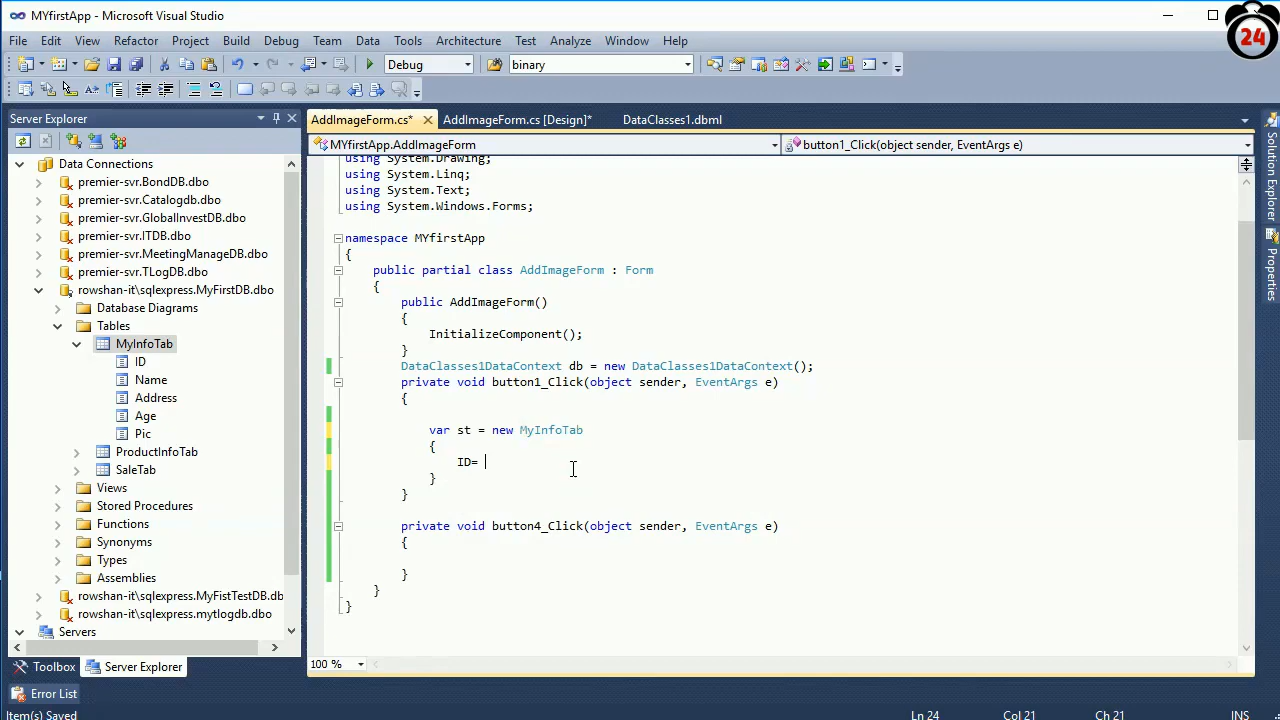 MYfirstApp - Microsoft Visual Studio
24
File Edit View Refactor Project Build Debug Team Data Tools Architecture Test Analyze Window Help
Debug binary
Server Explorer
AddImageForm.cs* AddImageForm.cs [Design]* DataClasses1.dbml
MYfirstApp.AddImageForm button1_Click(object sender, EventArgs e)
Data Connections
premier-svr.BondDB.dbo
premier-svr.Catalogdb.dbo
premier-svr.GlobalInvestDB.dbo
premier-svr.ITDB.dbo
premier-svr.MeetingManageDB.dbo
premier-svr.TLogDB.dbo
rowshan-it\sqlexpress.MyFirstDB.dbo
Database Diagrams
Tables
MyInfoTab
ID
Name
Address
Age
Pic
ProductInfoTab
SaleTab
Views
Stored Procedures
Functions
Synonyms
Types
Assemblies
rowshan-it\sqlexpress.MyFistTestDB.db
rowshan-it\sqlexpress.mytlogdb.dbo
Servers
Toolbox Server Explorer
using System.Drawing;
using System.Linq;
using System.Text;
using System.Windows.Forms;
namespace MYfirstApp
{
public partial class AddImageForm : Form
{
public AddImageForm()
{
InitializeComponent();
}
DataClasses1DataContext db = new DataClasses1DataContext();
private void button1_Click(object sender, EventArgs e)
{
var st = new MyInfoTab
{
ID=
}
}
private void button4_Click(object sender, EventArgs e)
{
}
}
}
100 %
Solution Explorer
Properties
Error List
Item(s) Saved Ln 24 Col 21 Ch 21 INS